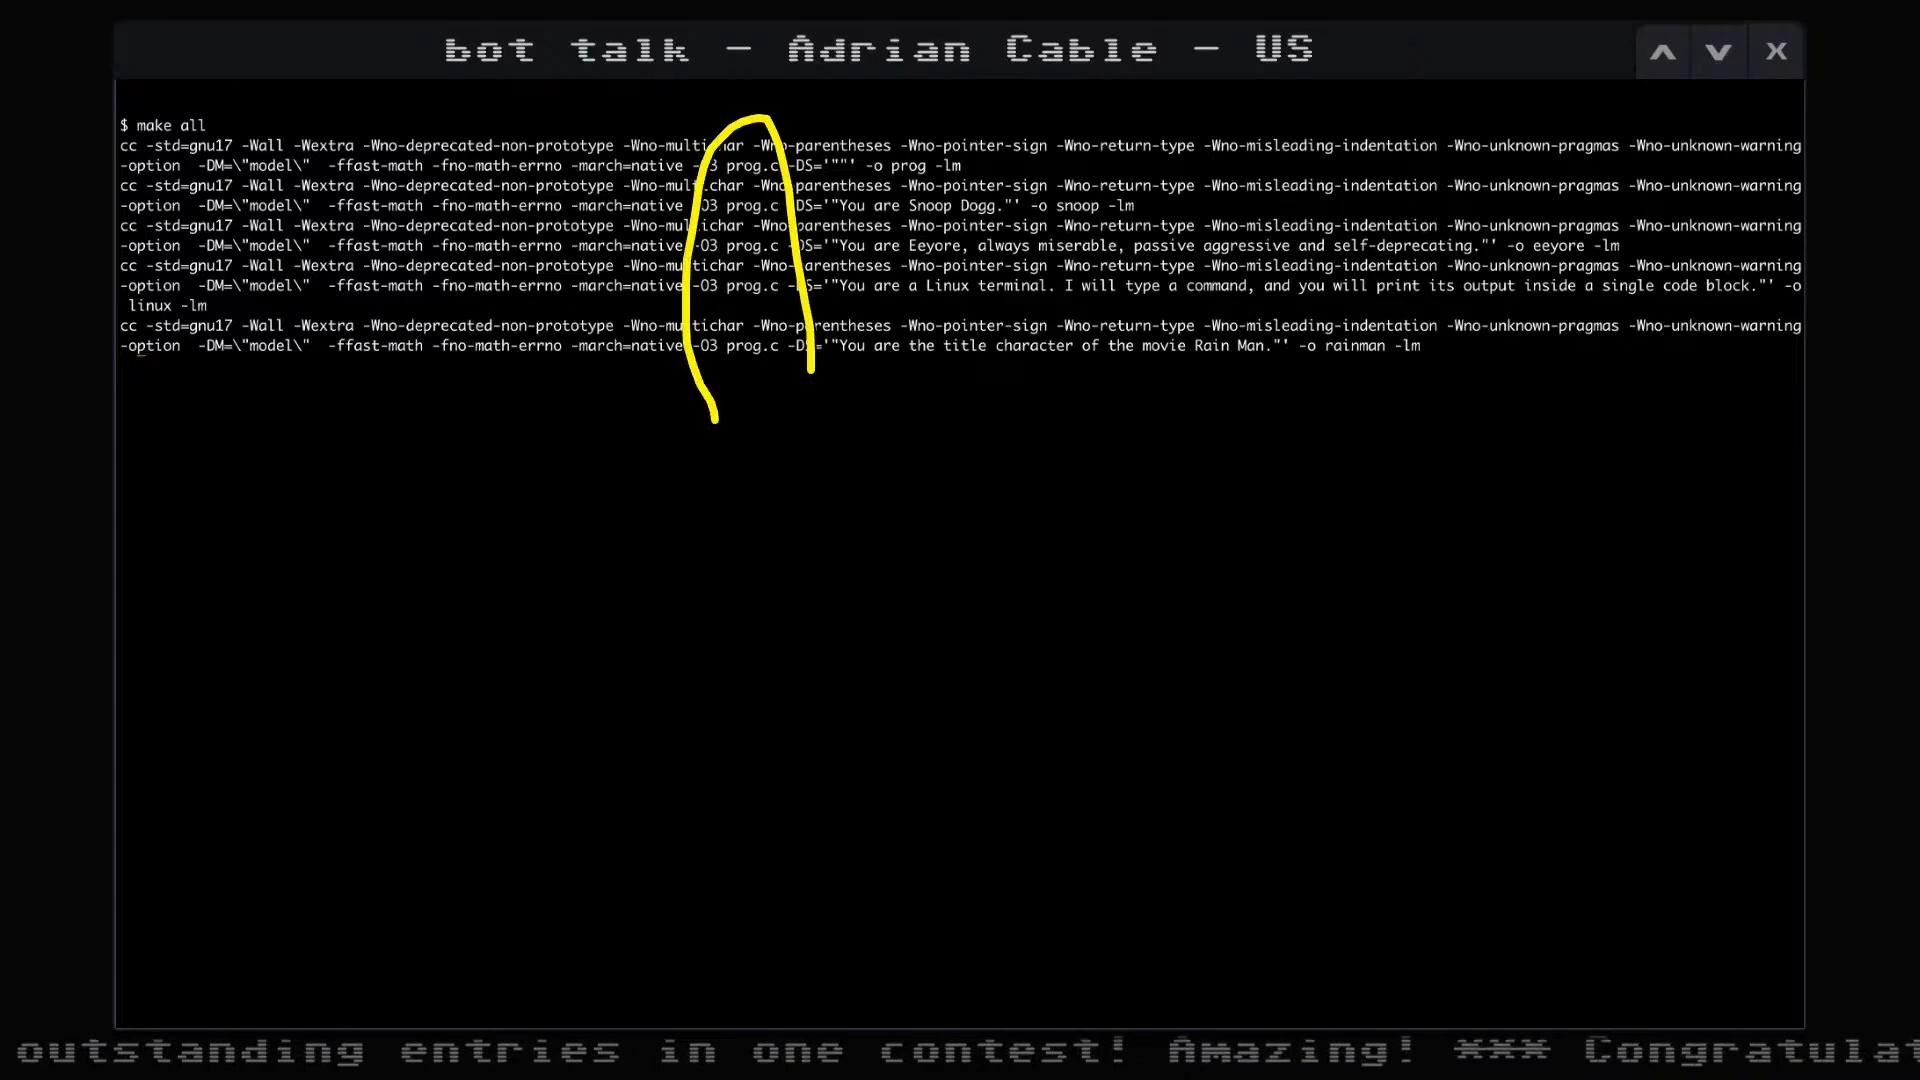 bot talk - Adrian Cable - US
$ make all
cc -std=gnu17 -Wall -Wextra -Wno-deprecated-non-prototype -Wno-multichar -Wno-parentheses -Wno-pointer-sign -Wno-return-type -Wno-misleading-indentation -Wno-unknown-pragmas -Wno-unknown-warning
-option  -DM=\"model\"  -ffast-math -fno-math-errno -march=native -O3 prog.c -DS='""' -o prog -lm
cc -std=gnu17 -Wall -Wextra -Wno-deprecated-non-prototype -Wno-multichar -Wno-parentheses -Wno-pointer-sign -Wno-return-type -Wno-misleading-indentation -Wno-unknown-pragmas -Wno-unknown-warning
-option  -DM=\"model\"  -ffast-math -fno-math-errno -march=native -O3 prog.c -DS='"You are Snoop Dogg."' -o snoop -lm
cc -std=gnu17 -Wall -Wextra -Wno-deprecated-non-prototype -Wno-multichar -Wno-parentheses -Wno-pointer-sign -Wno-return-type -Wno-misleading-indentation -Wno-unknown-pragmas -Wno-unknown-warning
-option  -DM=\"model\"  -ffast-math -fno-math-errno -march=native -O3 prog.c -DS='"You are Eeyore, always miserable, passive aggressive and self-deprecating."' -o eeyore -lm
cc -std=gnu17 -Wall -Wextra -Wno-deprecated-non-prototype -Wno-multichar -Wno-parentheses -Wno-pointer-sign -Wno-return-type -Wno-misleading-indentation -Wno-unknown-pragmas -Wno-unknown-warning
-option  -DM=\"model\"  -ffast-math -fno-math-errno -march=native -O3 prog.c -DS='"You are a Linux terminal. I will type a command, and you will print its output inside a single code block."' -o
linux -lm
cc -std=gnu17 -Wall -Wextra -Wno-deprecated-non-prototype -Wno-multichar -Wno-parentheses -Wno-pointer-sign -Wno-return-type -Wno-misleading-indentation -Wno-unknown-pragmas -Wno-unknown-warning
-option  -DM=\"model\"  -ffast-math -fno-math-errno -march=native -O3 prog.c -DS='"You are the title character of the movie Rain Man."' -o rainman -lm
outstanding entries in one contest! Amazing! *** Congratulat